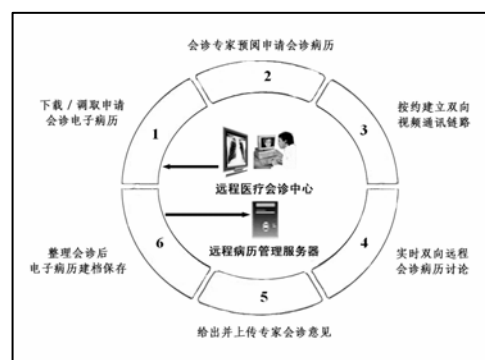 会诊专家预阅申请会诊病历
2
下载/调取申请
会诊电子病历
1
按约建立双向
视频通讯链路
3
远程医疗会诊中心
远程病历管理服务器
整理会诊后
电子病历建档保存
6
实时双向远程
会诊病历讨论
4
5
给出并上传专家会诊意见